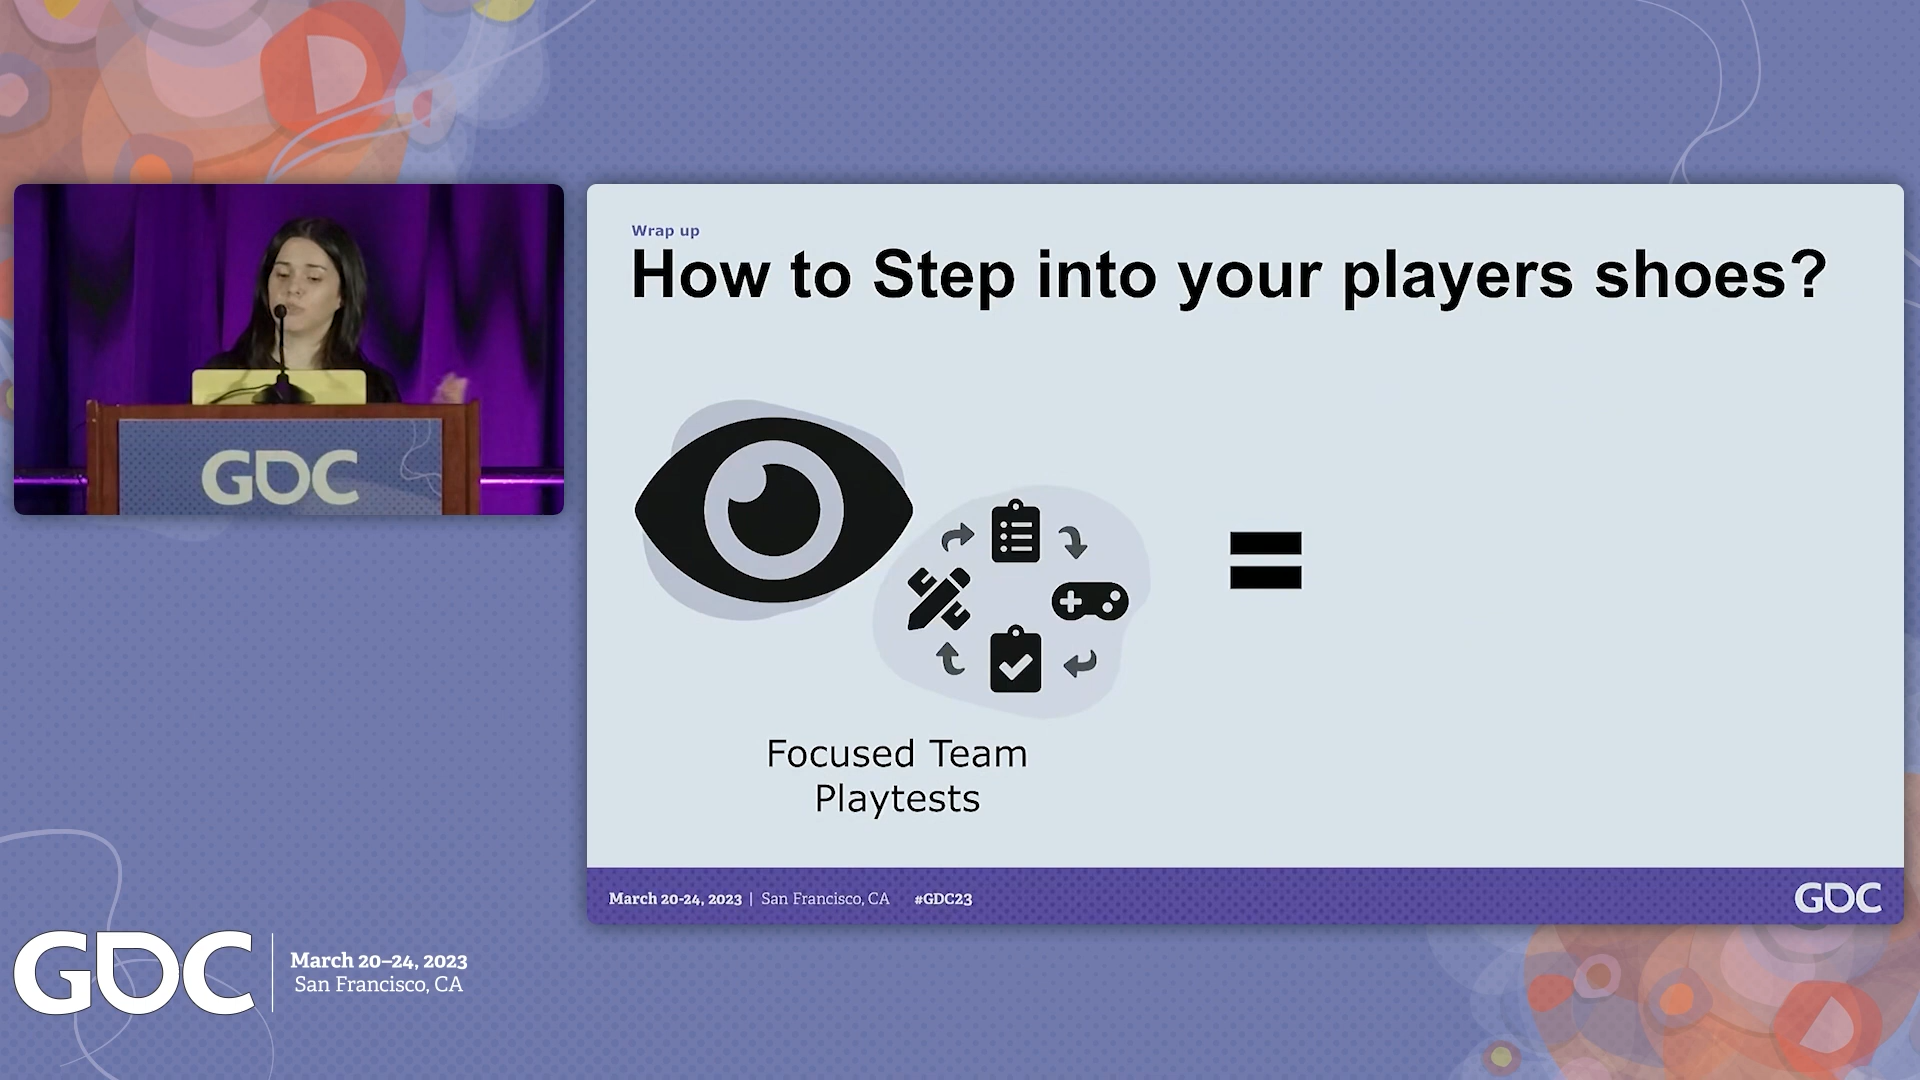 GDC
Wrap up
How to Step into your players shoes?
Focused Team
Playtests
March 20-24, 2023 | San Francisco, CA #GDC23
GDC
GDC
March 20–24, 2023
San Francisco, CA